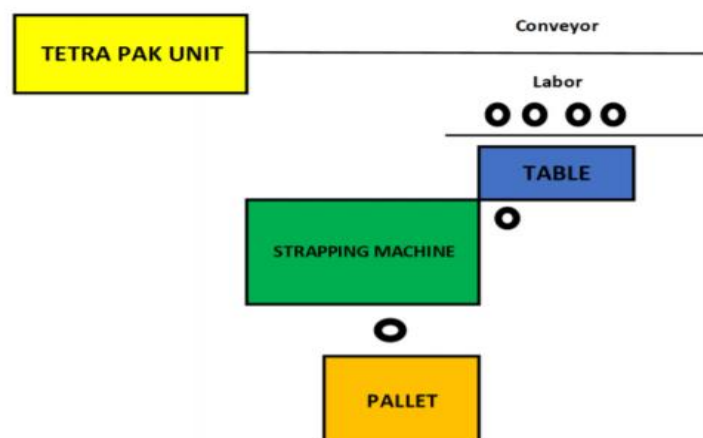 Conveyor
TETRA PAK UNIT
Labor
TABLE
STRAPPING MACHINE
PALLET